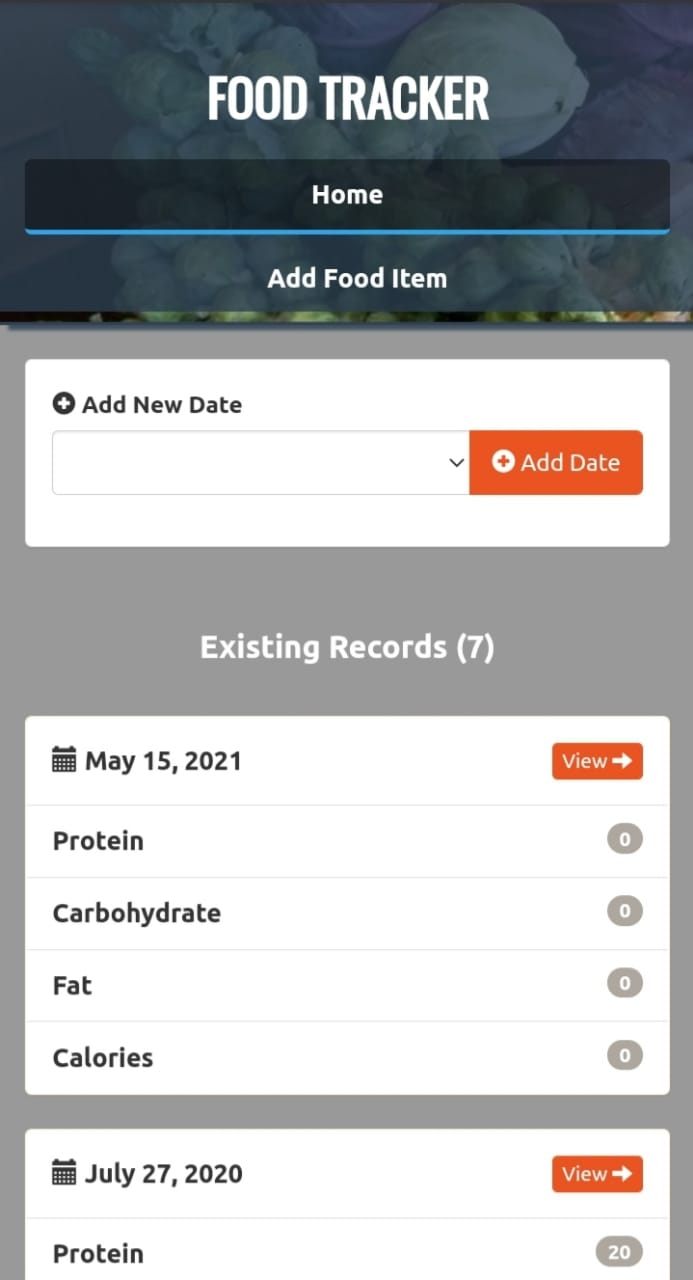 FOOD TRACKER
Home
Add Food Item
Add New Date
Add Date
Existing Records (7)
May 15, 2021 View
Protein 0
Carbohydrate 0
Fat 0
Calories 0
July 27, 2020 View
Protein 20